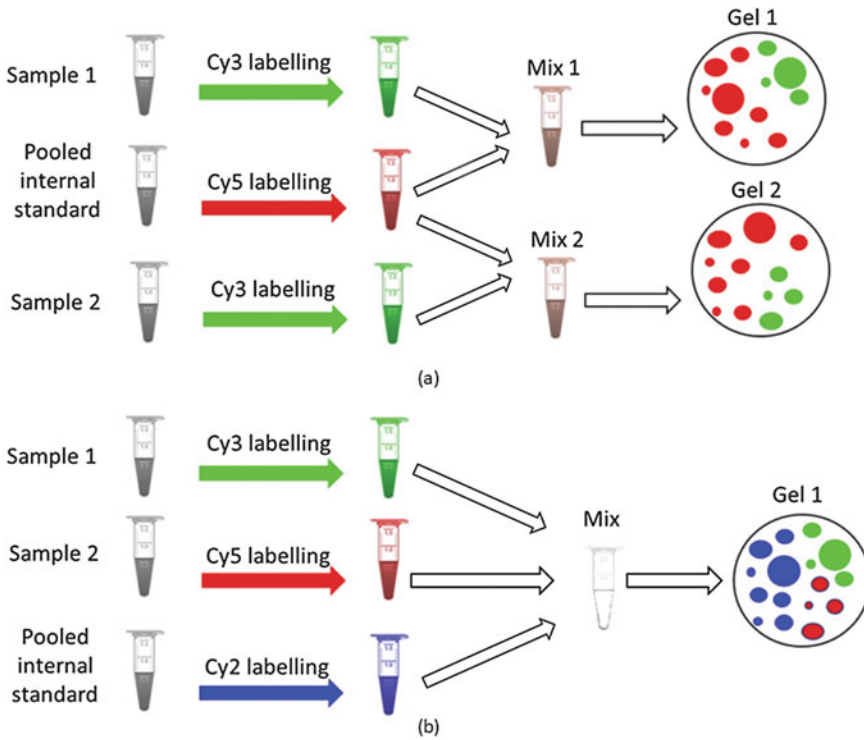 Sample 1
Cy3 labelling
Mix 1
Gel 1
Pooled
internal
standard
Cy5 labelling
Mix 2
Gel 2
Sample 2
Cy3 labelling
(a)
Sample 1
Cy3 labelling
Mix
Gel 1
Sample 2
Cy5 labelling
Pooled
internal
standard
Cy2 labelling
(b)